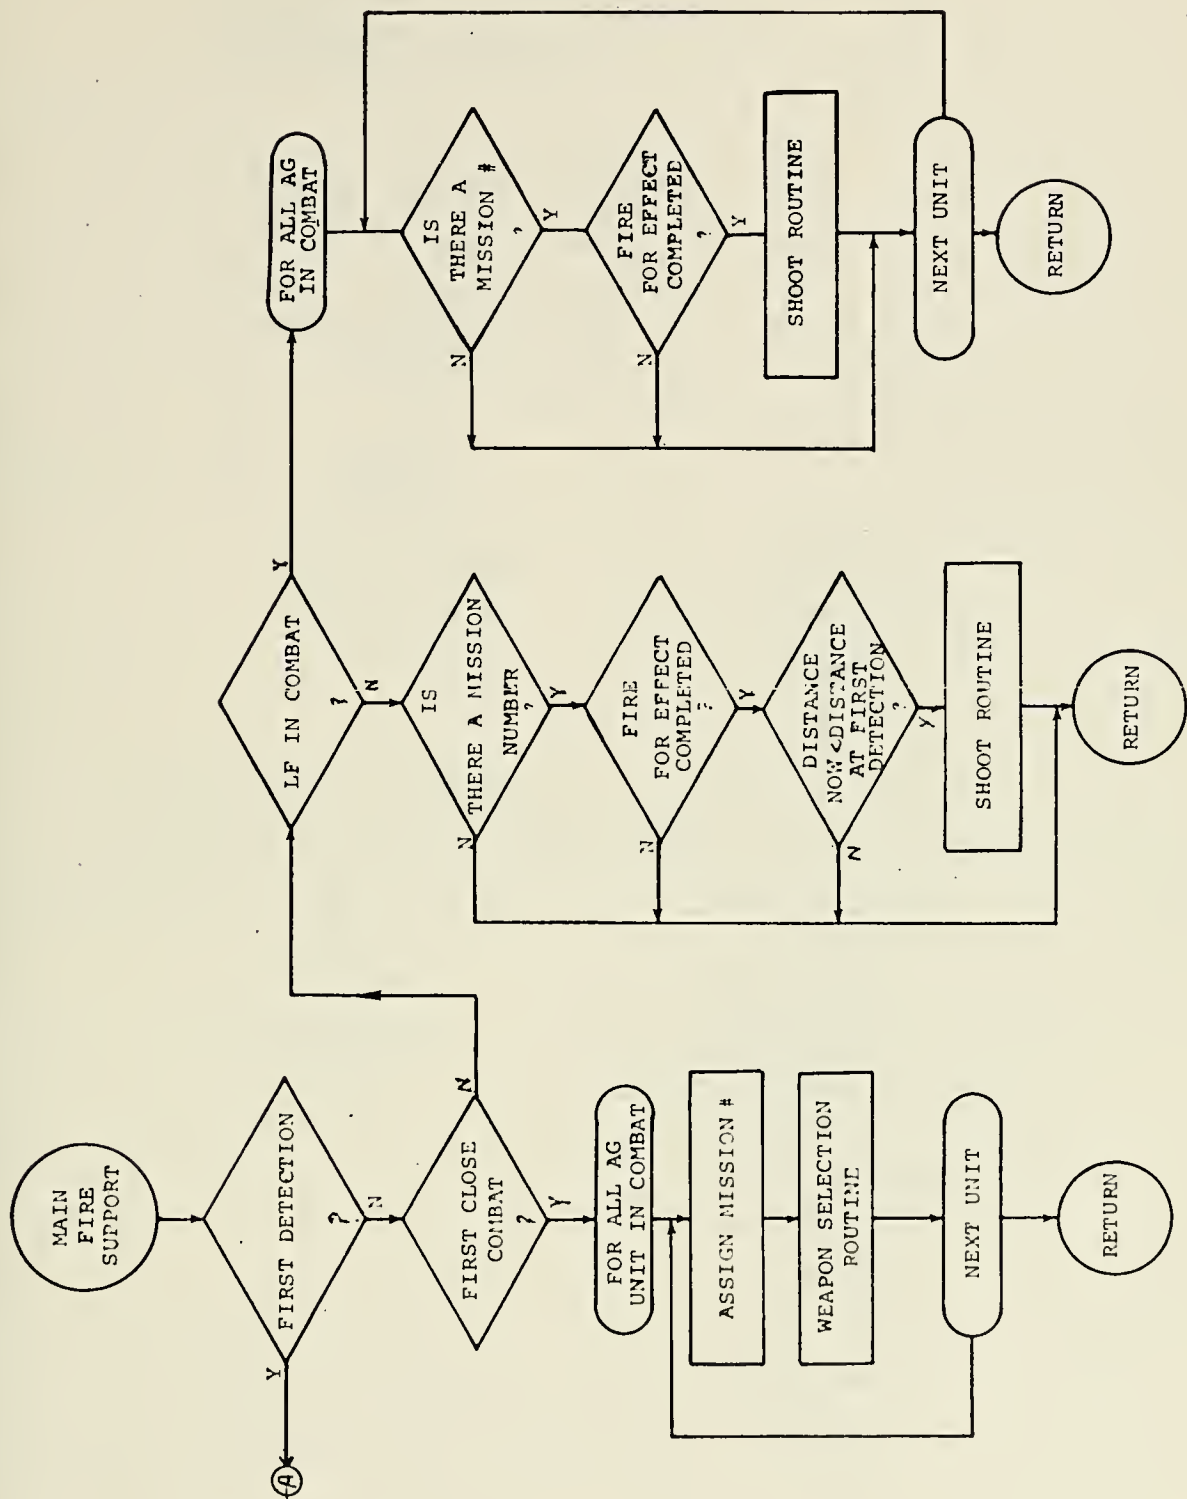 MAIN
FIRE
SUPPORT
FIRST DETECTION
?
Y
A
N
FIRST CLOSE
COMBAT
?
N
Y
FOR ALL AG
UNIT IN COMBAT
ASSIGN MISSION #
WEAPON SELECTION
ROUTINE
NEXT UNIT
RETURN
LF IN COMBAT
?
Y
N
IS
THERE A MISSION
NUMBER
?
N
Y
FIRE
FOR EFFECT
COMPLETED
?
N
Y
DISTANCE
NOW <DISTANCE
AT FIRST
DETECTION
?
N
Y
SHOOT ROUTINE
RETURN
FOR ALL AG
IN COMBAT
IS
THERE A
MISSION #
?
N
Y
FIRE
FOR EFFECT
COMPLETED
?
N
Y
SHOOT ROUTINE
NEXT UNIT
RETURN